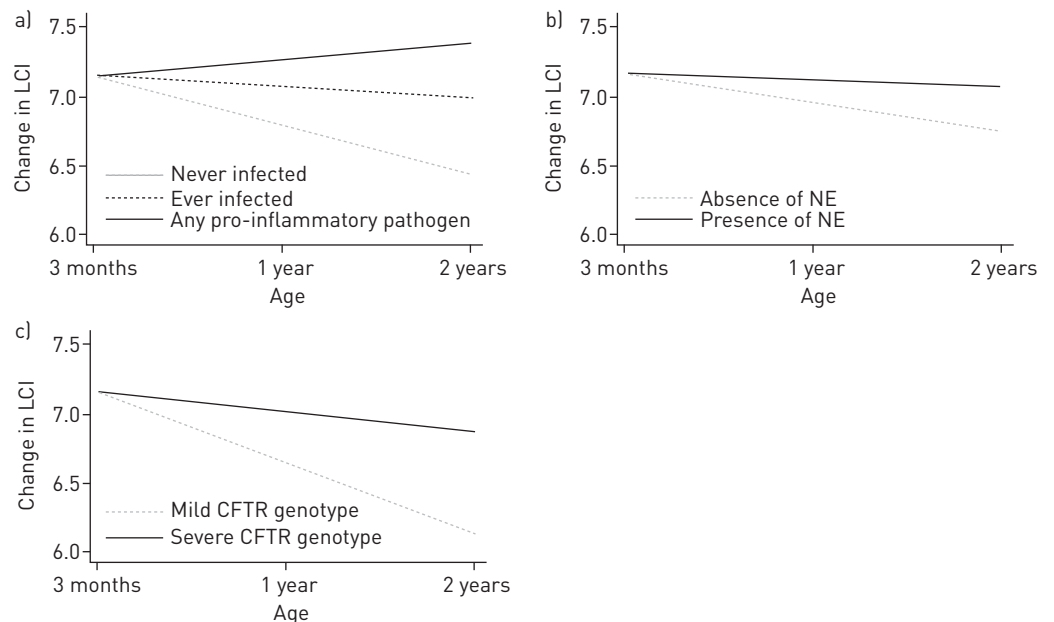 a)
7.5
7.0
6.5
6.0
Change in LCI
Never infected
Ever infected
Any pro-inflammatory pathogen
3 months
1 year
2 years
Age
b)
7.5
7.0
6.5
6.0
Change in LCI
Absence of NE
Presence of NE
3 months
1 year
2 years
Age
c)
7.5
7.0
6.5
6.0
Change in LCI
Mild CFTR genotype
Severe CFTR genotype
3 months
1 year
2 years
Age